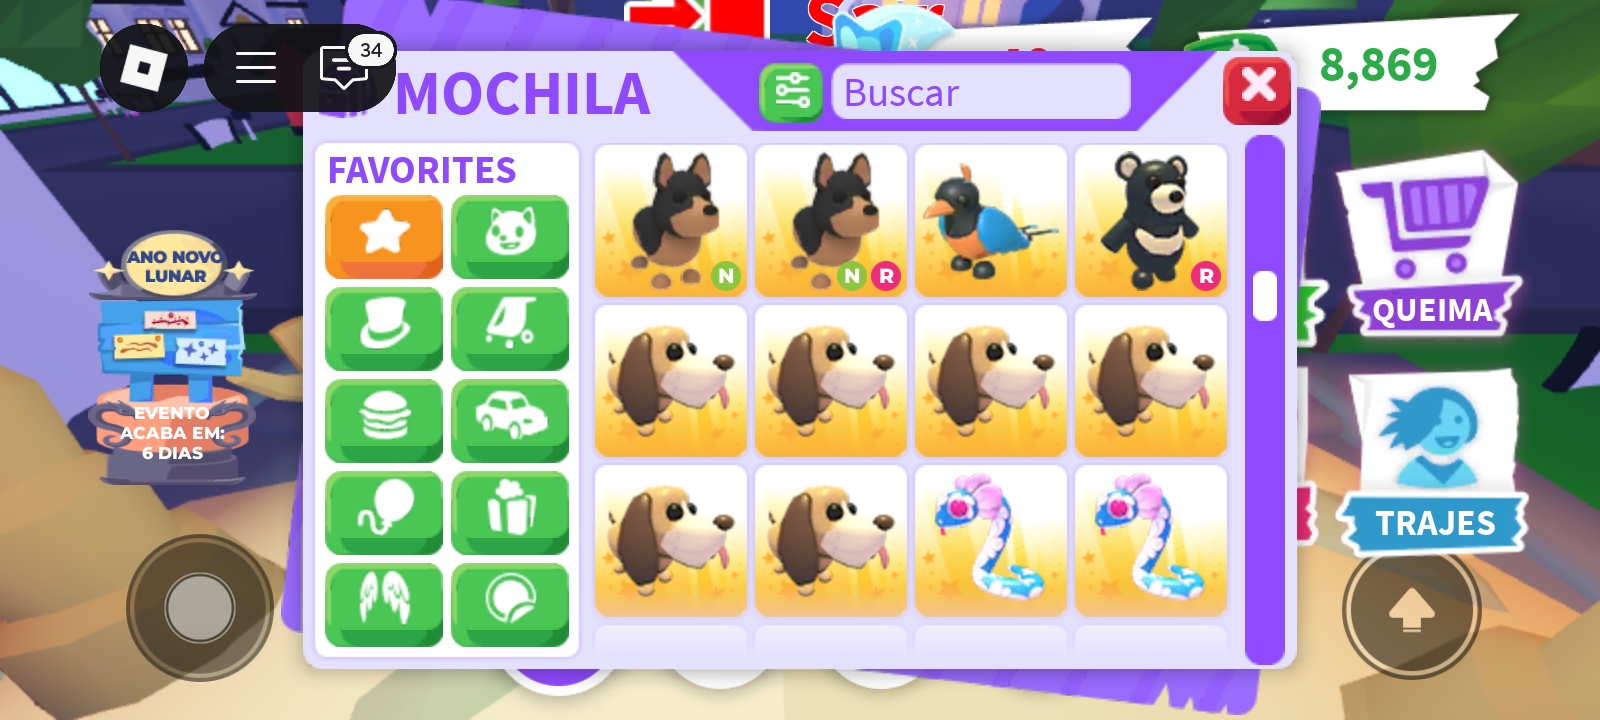 34
MOCHILA
Buscar
8,869
FAVORITES
N
N
R
R
ANO NOVO
LUNAR
EVENTO
ACABA EM:
6 DIAS
QUEIMA
TRAJES